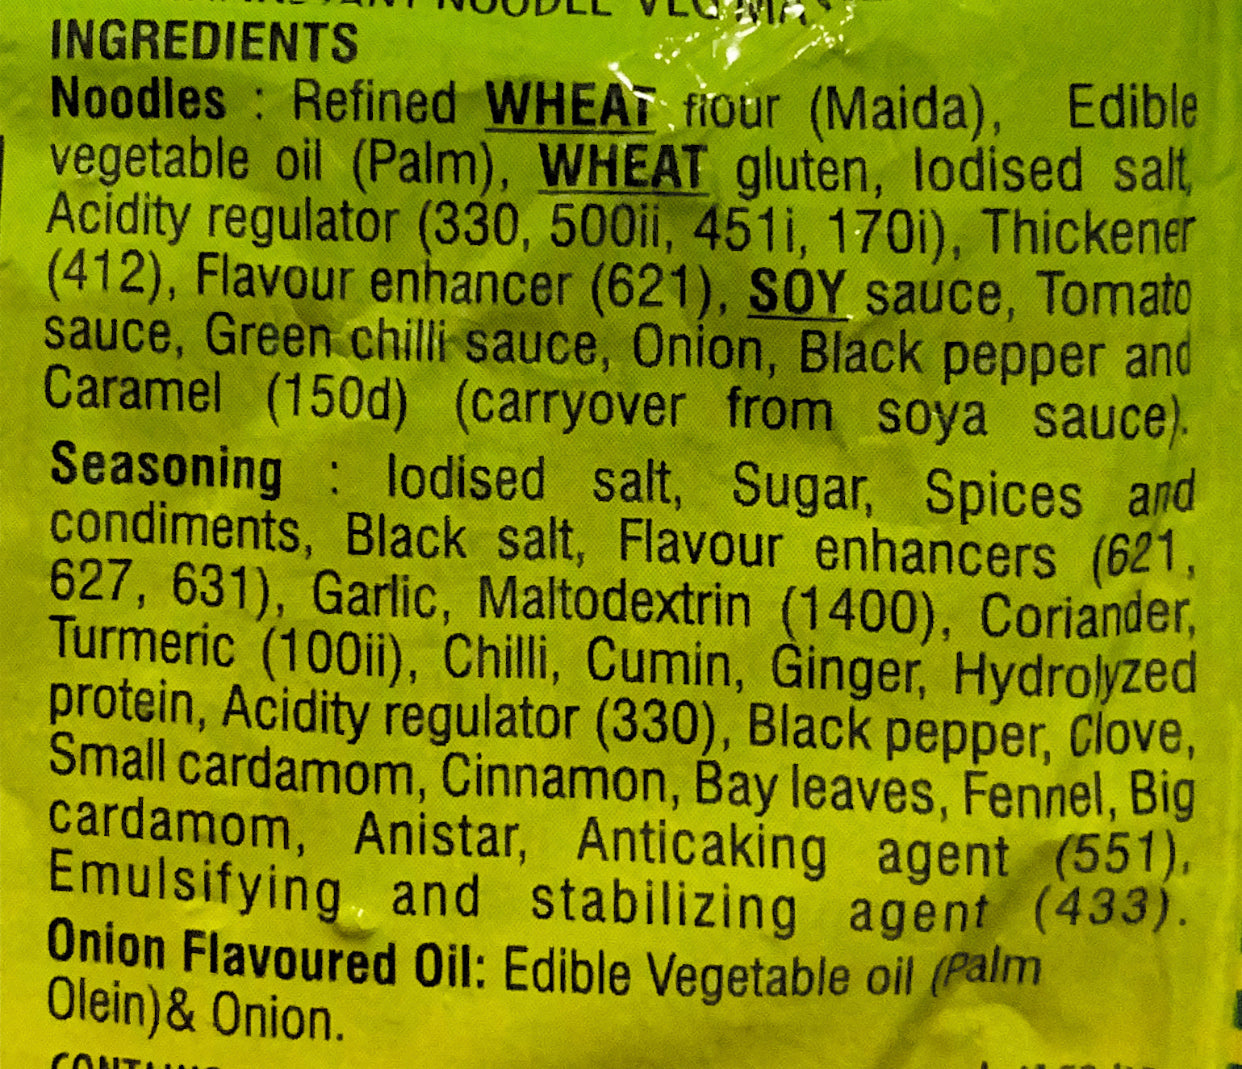 INSTANT NOODLE VEG
INGREDIENTS
Noodles : Refined WHEAT flour (Maida), Edible
vegetable oil (Palm), WHEAT gluten, Iodised salt,
Acidity regulator (330, 500ii, 451i, 170i), Thickener
(412), Flavour enhancer (621), SOY sauce, Tomato
sauce, Green chilli sauce, Onion, Black pepper and
Caramel (150d) (carryover from soya sauce).
Seasoning : Iodised salt, Sugar, Spices and
condiments, Black salt, Flavour enhancers (621,
627, 631), Garlic, Maltodextrin (1400), Coriander,
Turmeric (100ii), Chilli, Cumin, Ginger, Hydrolyzed
protein, Acidity regulator (330), Black pepper, Clove,
Small cardamom, Cinnamon, Bay leaves, Fennel, Big
cardamom, Anistar, Anticaking agent (551),
Emulsifying and stabilizing agent (433).
Onion Flavoured Oil: Edible Vegetable oil (Palm
Olein)& Onion.